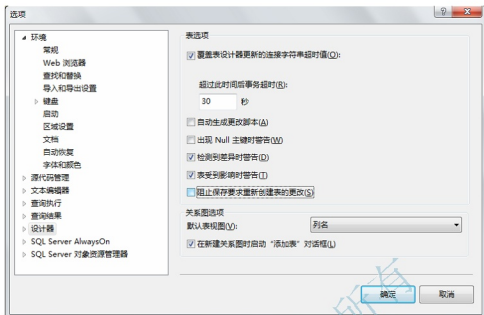 选项
环境
常规
Web 浏览器
查找和替换
导入和导出设置
键盘
启动
区域设置
文档
自动恢复
字体和颜色
源代码管理
文本编辑器
查询执行
查询结果
设计器
SQL Server AlwaysOn
SQL Server 对象资源管理器
表选项
覆盖表设计器更新的连接字符串超时值(O):
超过此时间后事务超时(R):
30 秒
自动生成更改脚本(A)
出现 Null 主键时警告(W)
检测到差异时警告(D)
表受到影响时警告(T)
阻止保存要求重新创建表的更改(S)
关系图选项
默认表视图(V): 列名
在新建关系图时启动“添加表”对话框(L)
确定 取消
所有